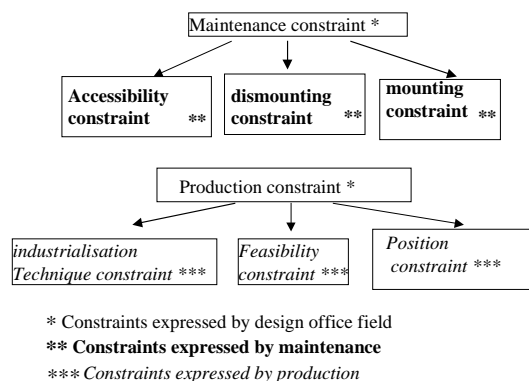 Maintenance constraint *
Accessibility
constraint **
dismounting
constraint **
mounting
constraint **
Production constraint *
industrialisation
Technique constraint ***
Feasibility
constraint ***
Position
constraint ***
* Constraints expressed by design office field
** Constraints expressed by maintenance
*** Constraints expressed by production